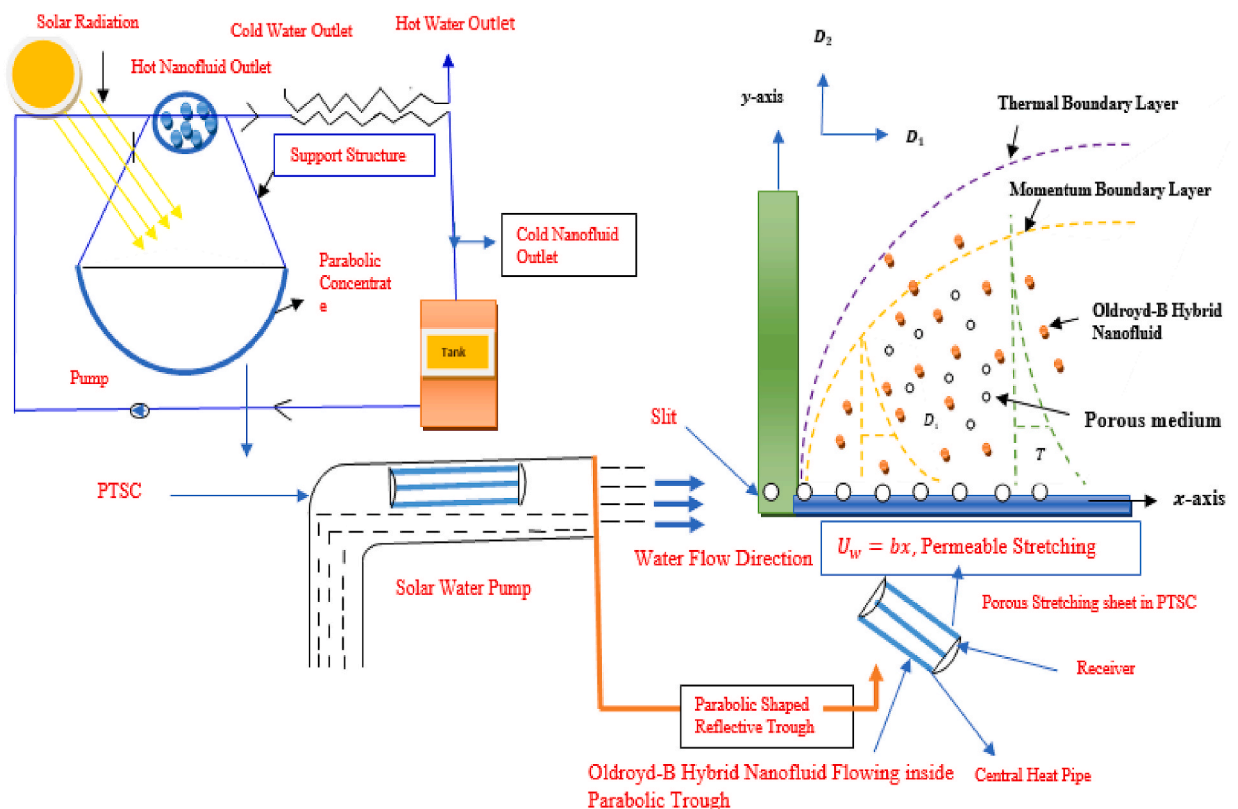 Solar Radiation
Cold Water Outlet
Hot Water Outlet
Hot Nanofluid Outlet
Support Structure
Cold Nanofluid
Outlet
Parabolic
Concentrat
e
Tank
Pump
PTSC
Solar Water Pump
Water Flow Direction
Parabolic Shaped
Reflective Trough
Oldroyd-B Hybrid Nanofluid Flowing inside
Parabolic Trough
Central Heat Pipe
Receiver
Porous Stretching sheet in PTSC
U_w = bx, Permeable Stretching
D₂
y-axis
D₁
Thermal Boundary Layer
Momentum Boundary Layer
Oldroyd-B Hybrid
Nanofluid
Porous medium
D₁
T
Slit
x-axis